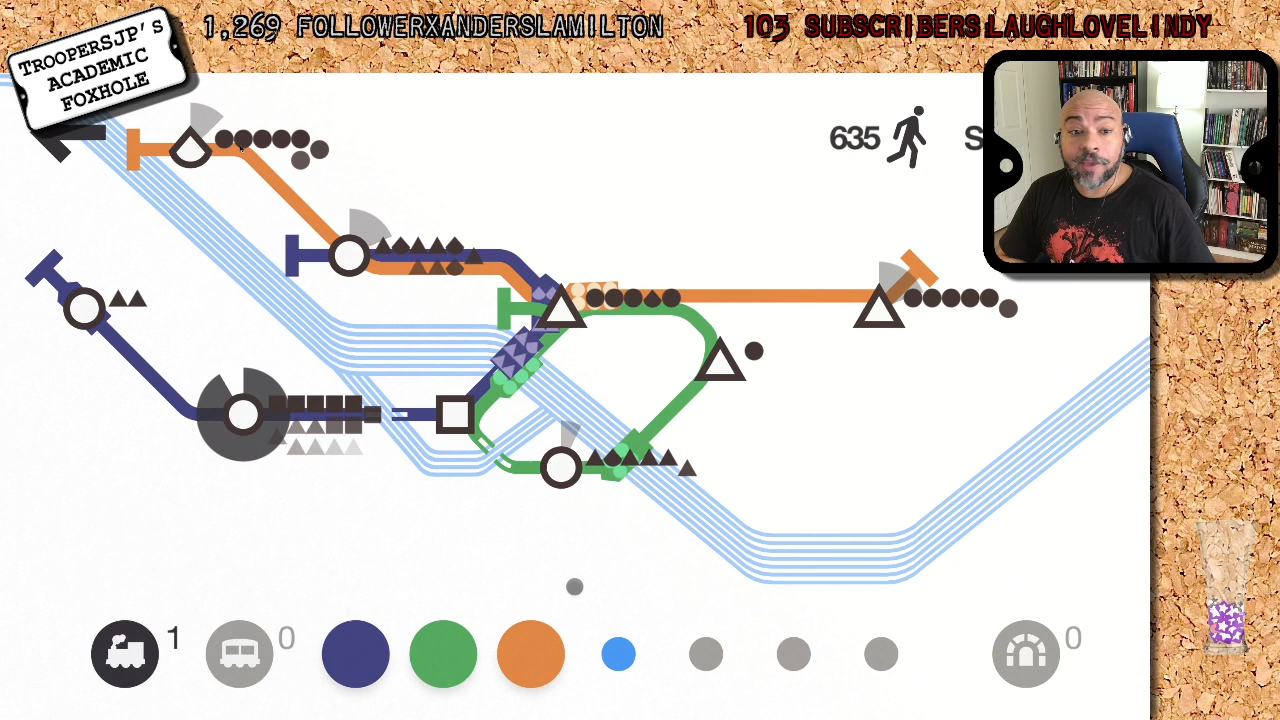 TROOPERSJP'S
ACADEMIC
FOXHOLE
1,269 FOLLOWERXANDERSLAMILTON
103 SUBSCRIBERS:LAUGHLOVELINDY
635
S
1
0
0